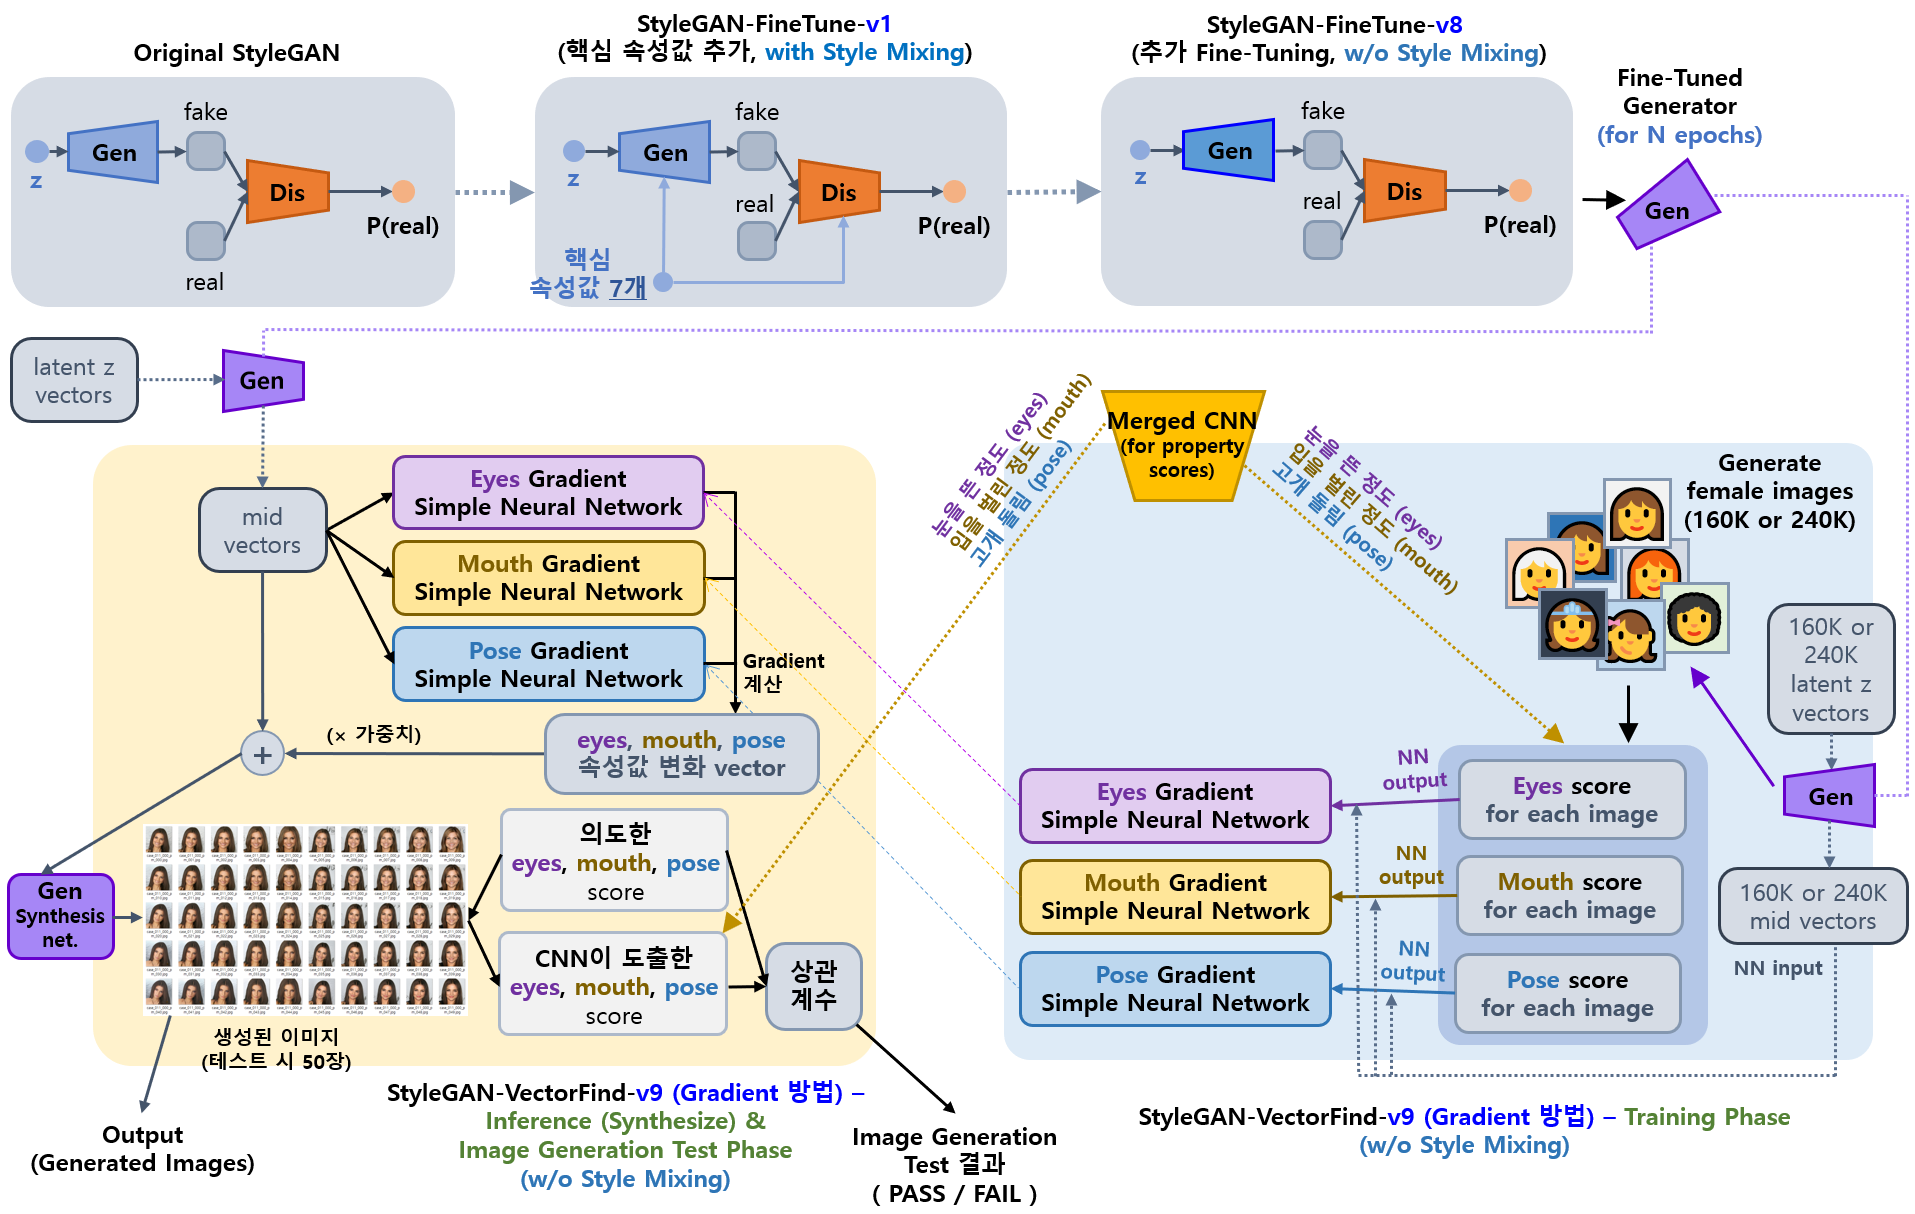 Original StyleGAN
StyleGAN-FineTune-v1
(핵심 속성값 추가, with Style Mixing)
StyleGAN-FineTune-v8
(추가 Fine-Tuning, w/o Style Mixing)
Fine-Tuned
Generator
(for N epochs)
fake
Gen
z
Dis
P(real)
real
fake
Gen
z
Dis
real
P(real)
핵심
속성값 7개
fake
Gen
z
Dis
real
P(real)
Gen
latent z
vectors
Gen
mid
vectors
Eyes Gradient
Simple Neural Network
Mouth Gradient
Simple Neural Network
Pose Gradient
Simple Neural Network
Gradient
계산
(× 가중치)
+
eyes, mouth, pose
속성값 변화 vector
Gen
Synthesis
net.
의도한
eyes, mouth, pose
score
CNN이 도출한
eyes, mouth, pose
score
상관
계수
생성된 이미지
(테스트 시 50장)
Output
(Generated Images)
StyleGAN-VectorFind-v9 (Gradient 방법) –
Inference (Synthesize) &
Image Generation Test Phase
(w/o Style Mixing)
Image Generation
Test 결과
( PASS / FAIL )
눈을 뜬 정도 (eyes)
입을 벌린 정도 (mouth)
고개 돌림 (pose)
Merged CNN
(for property
scores)
눈을 뜬 정도 (eyes)
입을 벌린 정도 (mouth)
고개 돌림 (pose)
Generate
female images
(160K or 240K)
160K or
240K
latent z
vectors
Gen
160K or 240K
mid vectors
NN input
Eyes score
for each image
Mouth score
for each image
Pose score
for each image
NN
output
NN
output
NN
output
Eyes Gradient
Simple Neural Network
Mouth Gradient
Simple Neural Network
Pose Gradient
Simple Neural Network
StyleGAN-VectorFind-v9 (Gradient 방법) – Training Phase
(w/o Style Mixing)